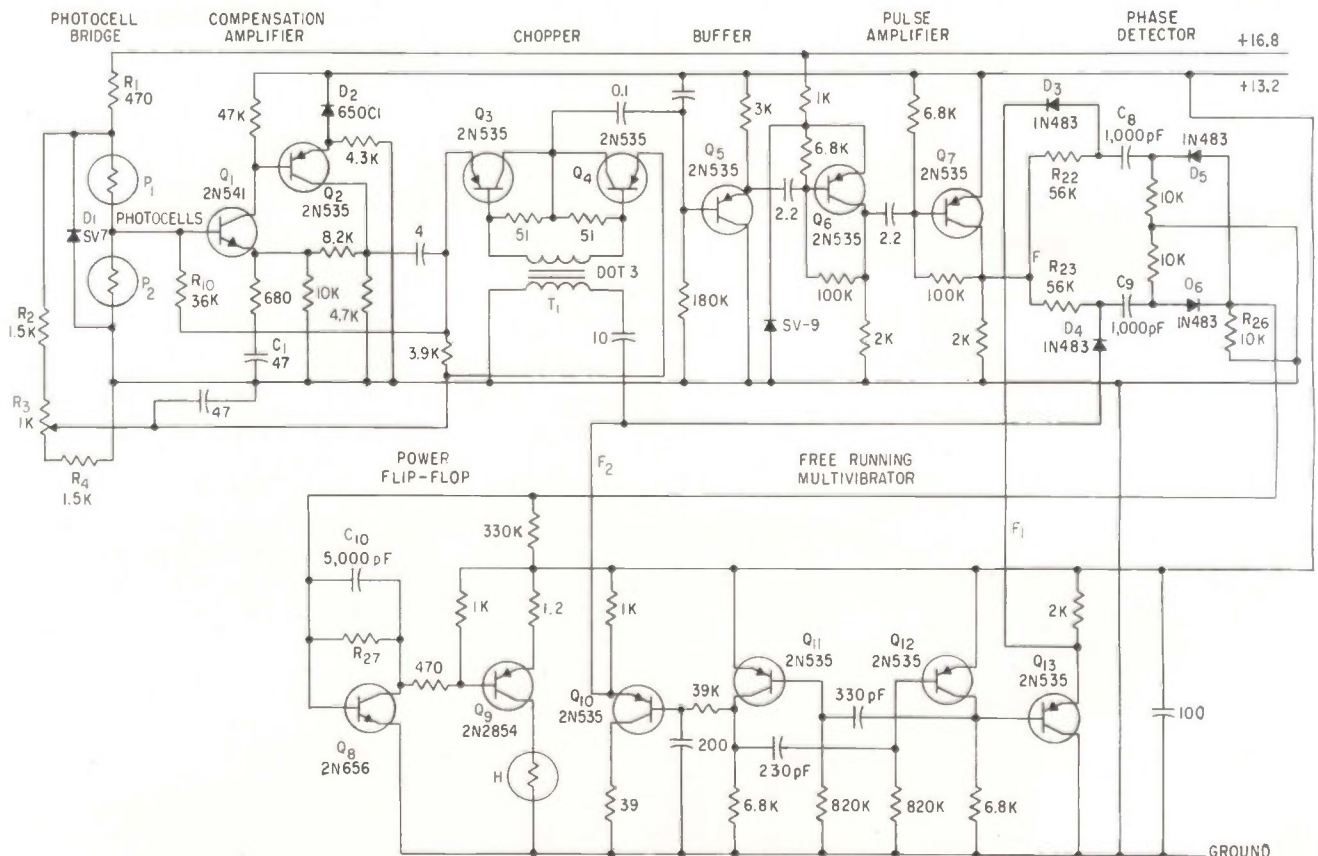 PHOTOCELL
BRIDGE
COMPENSATION
AMPLIFIER
CHOPPER
BUFFER
PULSE
AMPLIFIER
PHASE
DETECTOR
+16.8
+13.2
R1
470
47K
D2
650C1
4.3K
Q3
2N535
0.1
2N535
Q4
3K
1K
6.8K
6.8K
D3
1N483
C8
1,000pF
1N483
D5
P1
Q1
2N541
Q2
2N535
Q5
2N535
Q6
2N535
Q7
2N535
R22
56K
10K
D1
SV7
PHOTOCELLS
51
51
2.2
2.2
P2
R10
36K
8.2K
4
680
10K
4.7K
DOT 3
T1
180K
100K
100K
F
R23
56K
10K
C9
1,000pF
D6
1N483
R26
10K
D4
1N483
R2
1.5K
C1
47
3.9K
10
SV-9
2K
2K
R3
1K
47
R4
1.5K
POWER
FLIP-FLOP
F2
FREE RUNNING
MULTIVIBRATOR
F1
330K
C10
5,000pF
1K
1.2
1K
2K
R27
470
Q11
2N535
Q12
2N535
Q13
2N535
Q8
2N656
Q9
2N2854
Q10
2N535
39K
330pF
200
230pF
100
H
39
6.8K
820K
820K
6.8K
GROUND